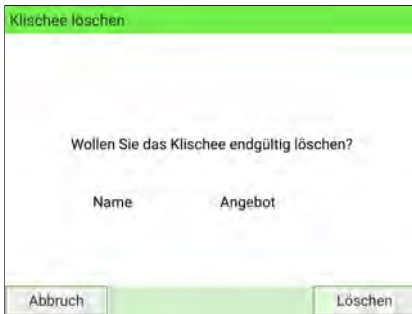 Klischee löschen
Wollen Sie das Klischee endgültig löschen?
Name Angebot
Abbruch Löschen